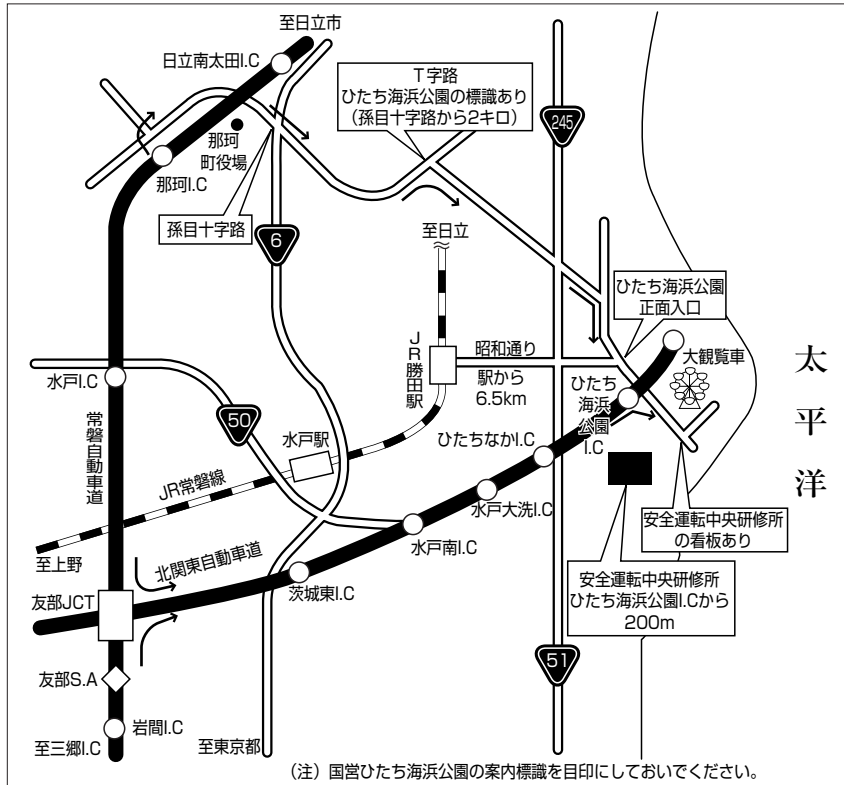 至日立市
日立南太田I.C
T字路
ひたち海浜公園の標識あり
（孫目十字路から2キロ）
245
那珂
町役場
那珂I.C
孫目十字路
6
至日立
ひたち海浜公園
正面入口
JR勝田駅
昭和通り
駅から
6.5km
大観覧車
太平洋
水戸I.C
ひたち
海浜
公園
I.C
50
水戸駅
ひたちなかI.C
常磐自動車道
JR常磐線
水戸大洗I.C
安全運転中央研修所
の看板あり
水戸南I.C
至上野
北関東自動車道
茨城東I.C
安全運転中央研修所
ひたち海浜公園I.Cから
200m
友部JCT
51
友部S.A
岩間I.C
至三郷I.C
至東京都
（注）国営ひたち海浜公園の案内標識を目印にしておいでください。